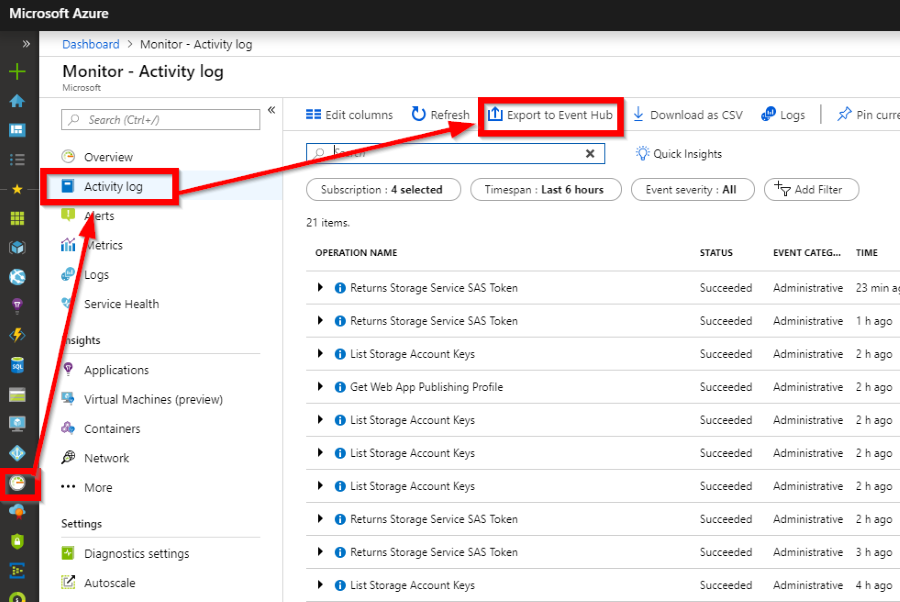 Microsoft Azure
Dashboard > Monitor - Activity log
Monitor - Activity log
Microsoft
Search (Ctrl+/)
Overview
Activity log
Alerts
Metrics
Logs
Service Health
Insights
Applications
Virtual Machines (preview)
Containers
Network
More
Settings
Diagnostics settings
Autoscale
Edit columns Refresh Export to Event Hub Download as CSV Logs Pin curre
Search
Quick Insights
Subscription : 4 selected Timespan : Last 6 hours Event severity : All Add Filter
21 items.
OPERATION NAME STATUS EVENT CATEG... TIME
Returns Storage Service SAS Token Succeeded Administrative 23 min ag
Returns Storage Service SAS Token Succeeded Administrative 1 h ago
List Storage Account Keys Succeeded Administrative 2 h ago
Get Web App Publishing Profile Succeeded Administrative 2 h ago
List Storage Account Keys Succeeded Administrative 2 h ago
List Storage Account Keys Succeeded Administrative 2 h ago
List Storage Account Keys Succeeded Administrative 2 h ago
Returns Storage Service SAS Token Succeeded Administrative 2 h ago
Returns Storage Service SAS Token Succeeded Administrative 3 h ago
List Storage Account Keys Succeeded Administrative 4 h ago